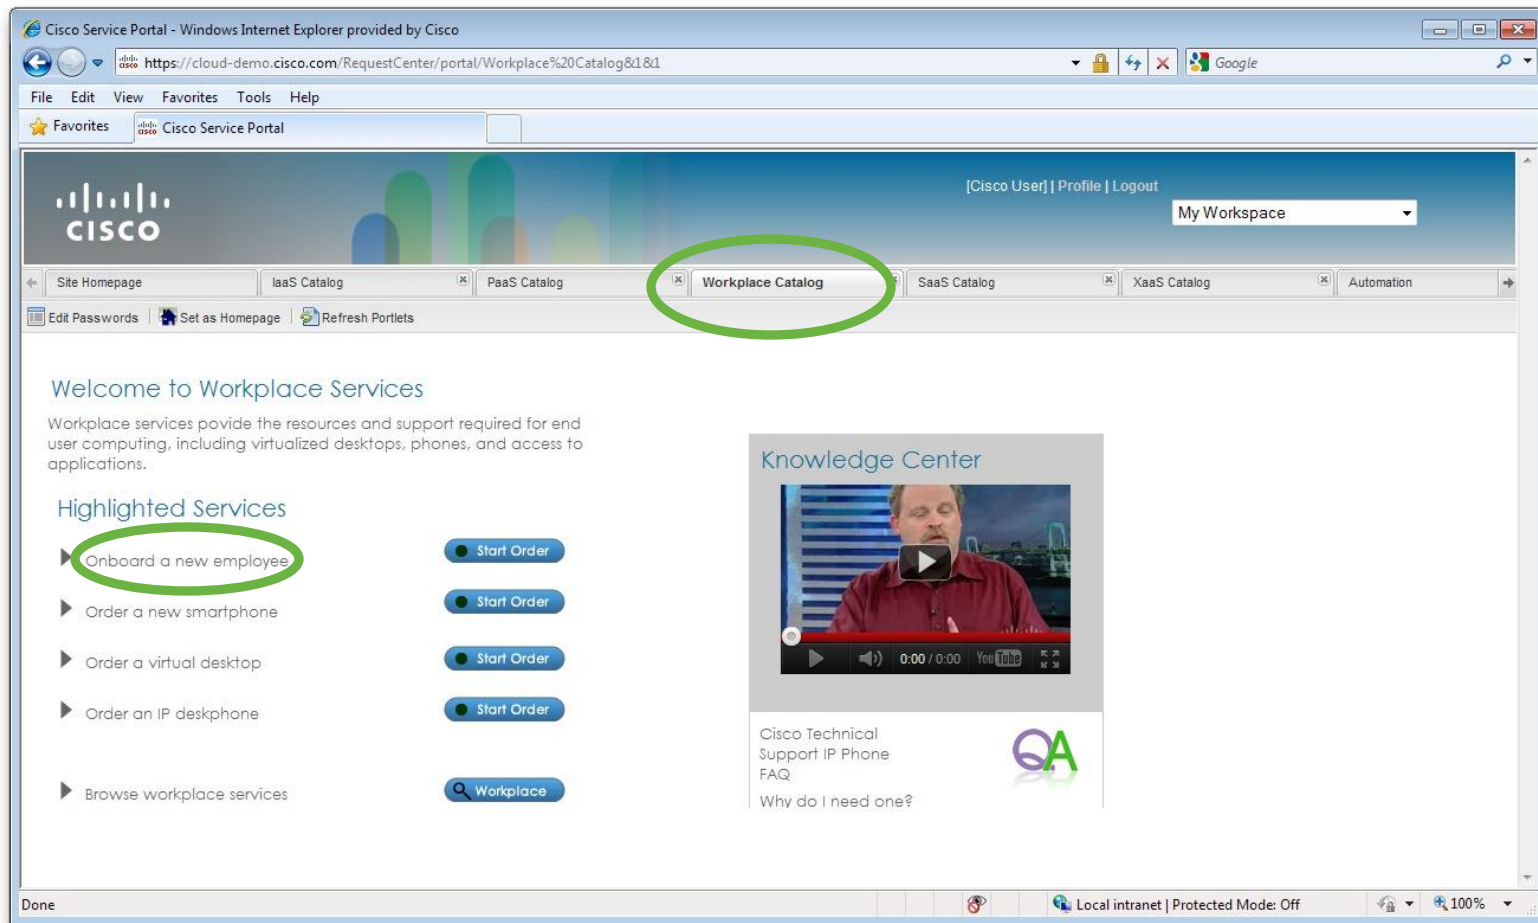 Cisco Service Portal - Windows Internet Explorer provided by Cisco
https://cloud-demo.cisco.com/RequestCenter/portal/Workplace%20Catalog&1&1
Google
File Edit View Favorites Tools Help
Favorites Cisco Service Portal
[Cisco User] | Profile | Logout
My Workspace
CISCO
Site Homepage IaaS Catalog PaaS Catalog Workplace Catalog SaaS Catalog XaaS Catalog Automation
Edit Passwords Set as Homepage Refresh Portlets
Welcome to Workplace Services
Workplace services povide the resources and support required for end
user computing, including virtualized desktops, phones, and access to
applications.
Highlighted Services
Onboard a new employee Start Order
Order a new smartphone Start Order
Order a virtual desktop Start Order
Order an IP deskphone Start Order
Browse workplace services Workplace
Knowledge Center
0:00 / 0:00 YouTube
Cisco Technical
Support IP Phone
FAQ
QA
Why do I need one?
Done Local intranet | Protected Mode: Off 100%